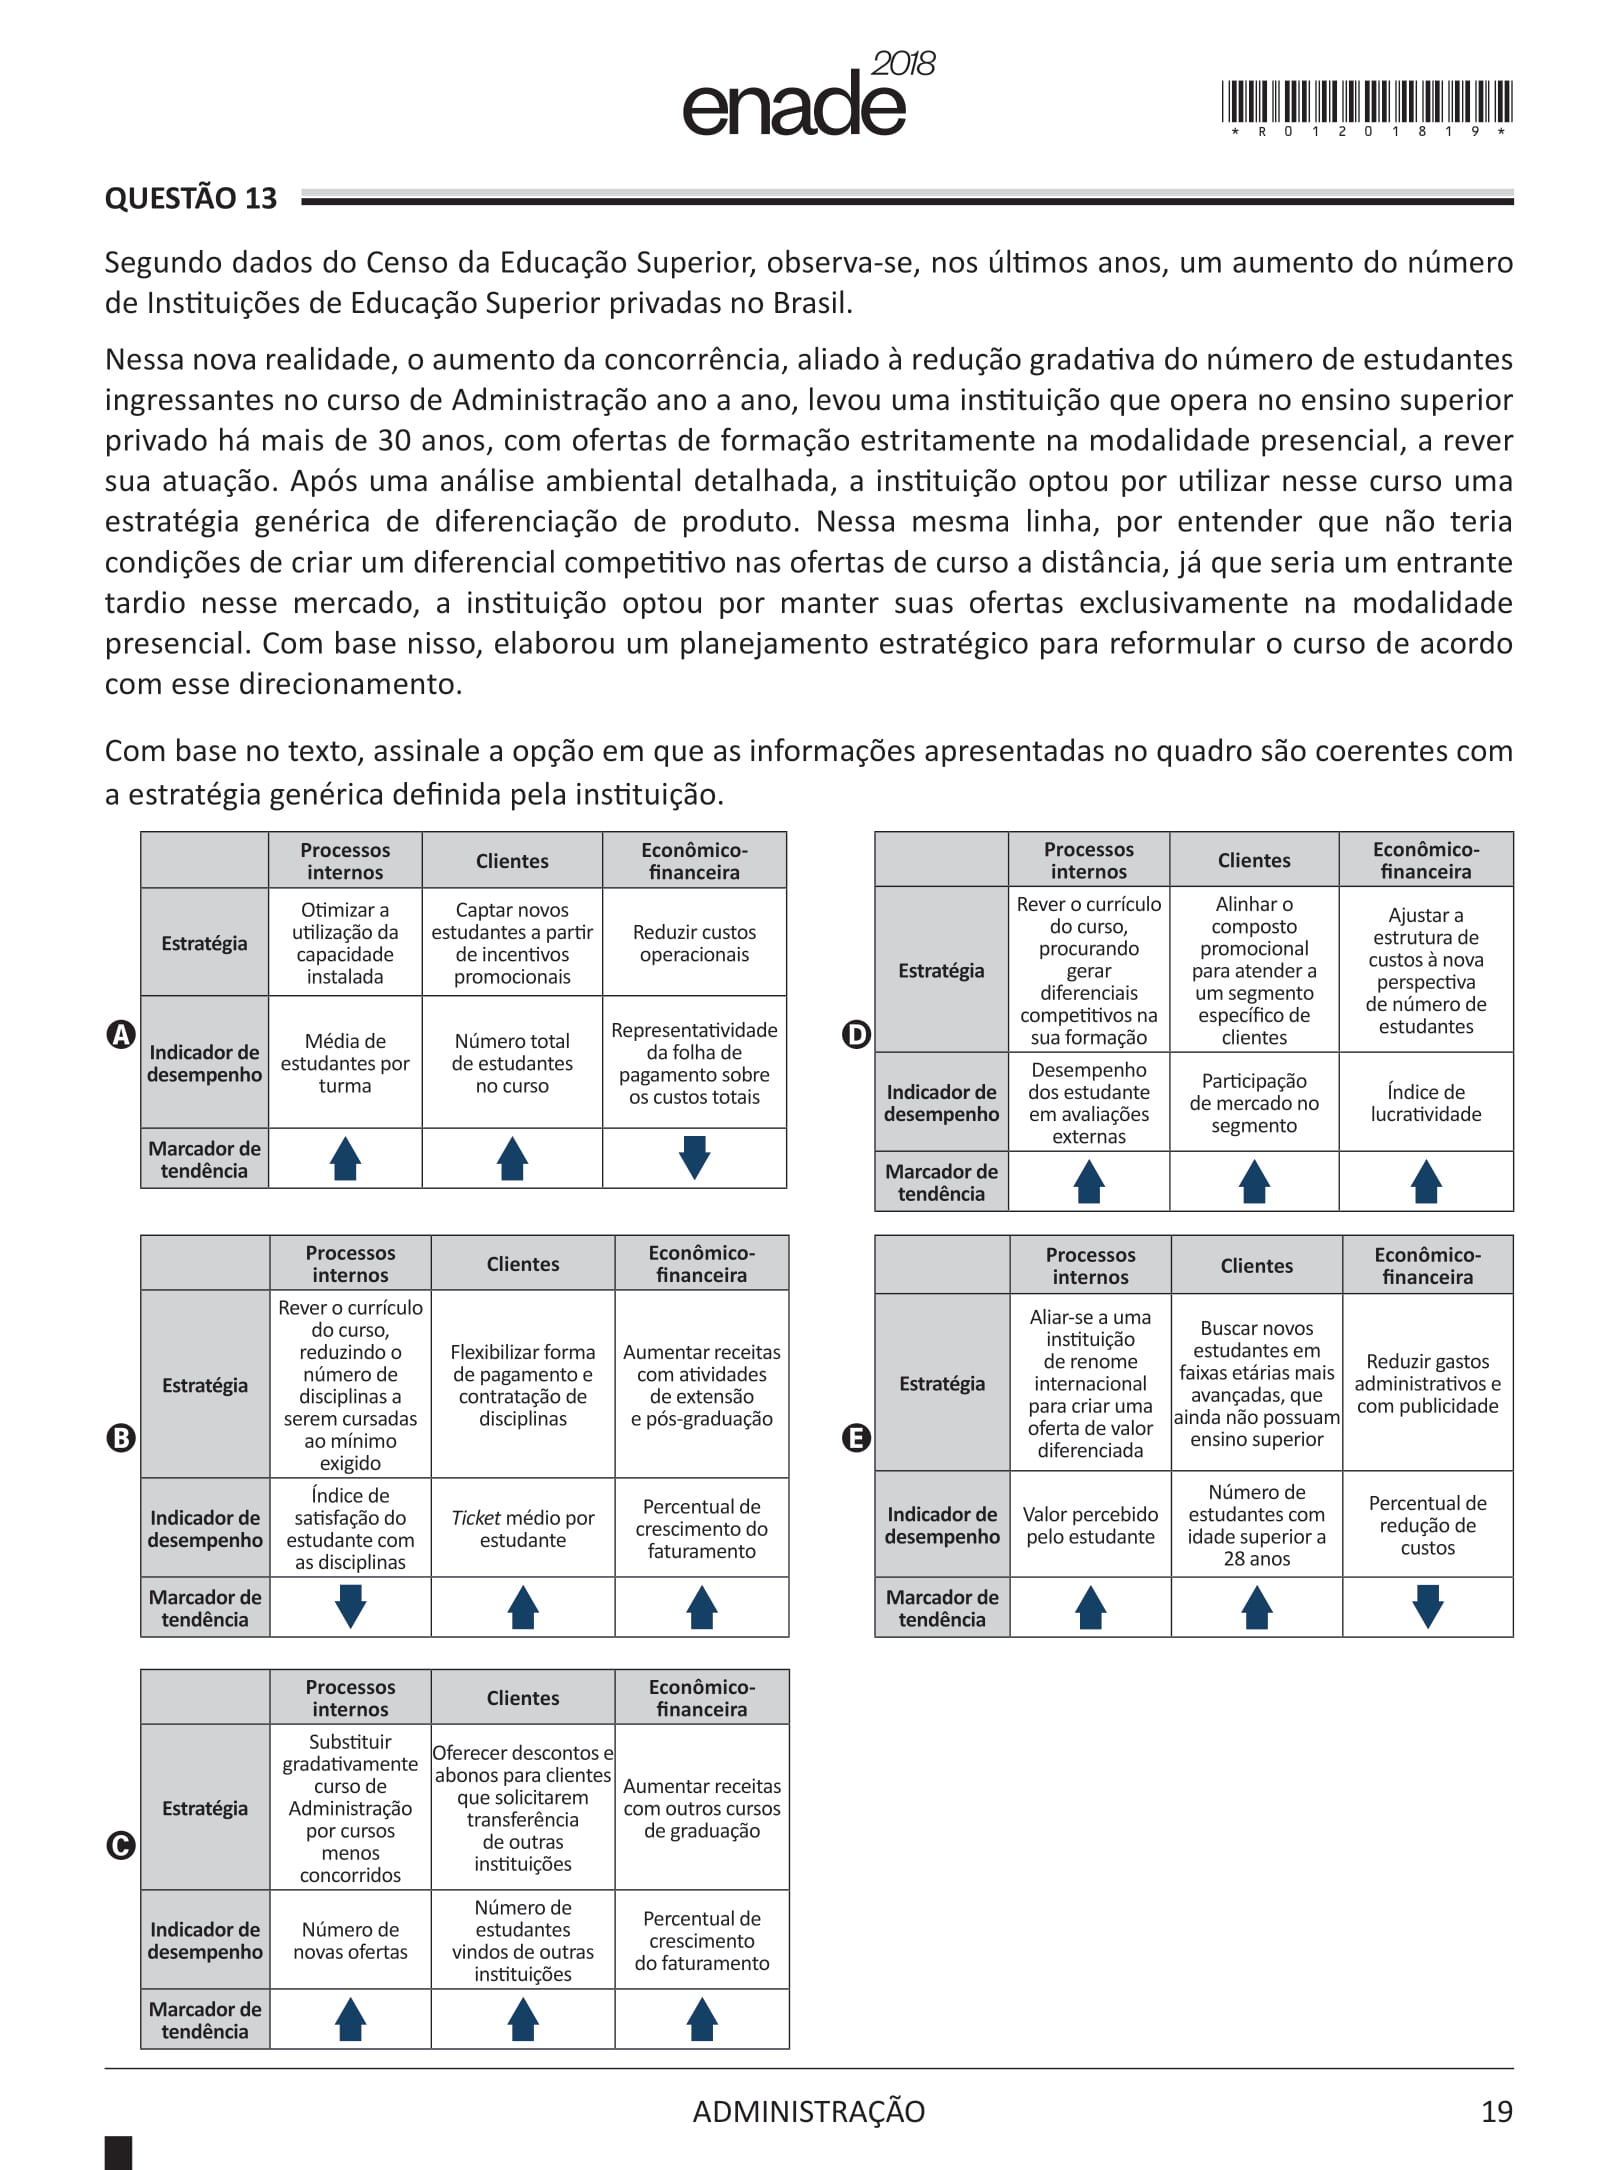 enade 2018
* R 0 1 2 0 1 8 1 9 *
QUESTÃO 13
Segundo dados do Censo da Educação Superior, observa-se, nos últimos anos, um aumento do número
de Instituições de Educação Superior privadas no Brasil.
Nessa nova realidade, o aumento da concorrência, aliado à redução gradativa do número de estudantes
ingressantes no curso de Administração ano a ano, levou uma instituição que opera no ensino superior
privado há mais de 30 anos, com ofertas de formação estritamente na modalidade presencial, a rever
sua atuação. Após uma análise ambiental detalhada, a instituição optou por utilizar nesse curso uma
estratégia genérica de diferenciação de produto. Nessa mesma linha, por entender que não teria
condições de criar um diferencial competitivo nas ofertas de curso a distância, já que seria um entrante
tardio nesse mercado, a instituição optou por manter suas ofertas exclusivamente na modalidade
presencial. Com base nisso, elaborou um planejamento estratégico para reformular o curso de acordo
com esse direcionamento.
Com base no texto, assinale a opção em que as informações apresentadas no quadro são coerentes com
a estratégia genérica definida pela instituição.
A
Processos
internos
Clientes
Econômico-
financeira
Estratégia
Otimizar a
utilização da
capacidade
instalada
Captar novos
estudantes a partir
de incentivos
promocionais
Reduzir custos
operacionais
Indicador de
desempenho
Média de
estudantes por
turma
Número total
de estudantes
no curso
Representatividade
da folha de
pagamento sobre
os custos totais
Marcador de
tendência
B
Processos
internos
Clientes
Econômico-
financeira
Estratégia
Rever o currículo
do curso,
reduzindo o
número de
disciplinas a
serem cursadas
ao mínimo
exigido
Flexibilizar forma
de pagamento e
contratação de
disciplinas
Aumentar receitas
com atividades
de extensão
e pós-graduação
Indicador de
desempenho
Índice de
satisfação do
estudante com
as disciplinas
Ticket médio por
estudante
Percentual de
crescimento do
faturamento
Marcador de
tendência
C
Processos
internos
Clientes
Econômico-
financeira
Estratégia
Substituir
gradativamente
curso de
Administração
por cursos
menos
concorridos
Oferecer descontos e
abonos para clientes
que solicitarem
transferência
de outras
instituições
Aumentar receitas
com outros cursos
de graduação
Indicador de
desempenho
Número de
novas ofertas
Número de
estudantes
vindos de outras
instituições
Percentual de
crescimento
do faturamento
Marcador de
tendência
D
Processos
internos
Clientes
Econômico-
financeira
Estratégia
Rever o currículo
do curso,
procurando
gerar
diferenciais
competitivos na
sua formação
Alinhar o
composto
promocional
para atender a
um segmento
específico de
clientes
Ajustar a
estrutura de
custos à nova
perspectiva
de número de
estudantes
Indicador de
desempenho
Desempenho
dos estudante
em avaliações
externas
Participação
de mercado no
segmento
Índice de
lucratividade
Marcador de
tendência
E
Processos
internos
Clientes
Econômico-
financeira
Estratégia
Aliar-se a uma
instituição
de renome
internacional
para criar uma
oferta de valor
diferenciada
Buscar novos
estudantes em
faixas etárias mais
avançadas, que
ainda não possuam
ensino superior
Reduzir gastos
administrativos e
com publicidade
Indicador de
desempenho
Valor percebido
pelo estudante
Número de
estudantes com
idade superior a
28 anos
Percentual de
redução de
custos
Marcador de
tendência
ADMINISTRAÇÃO
19